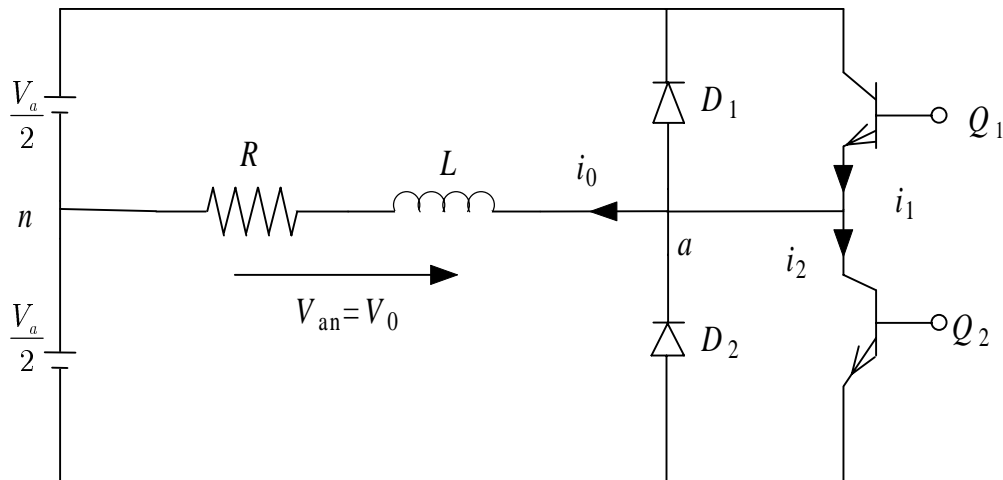 V_a/2
D_1
Q_1
R
L
i_0
n
i_1
a
i_2
V_an=V_0
V_a/2
D_2
Q_2